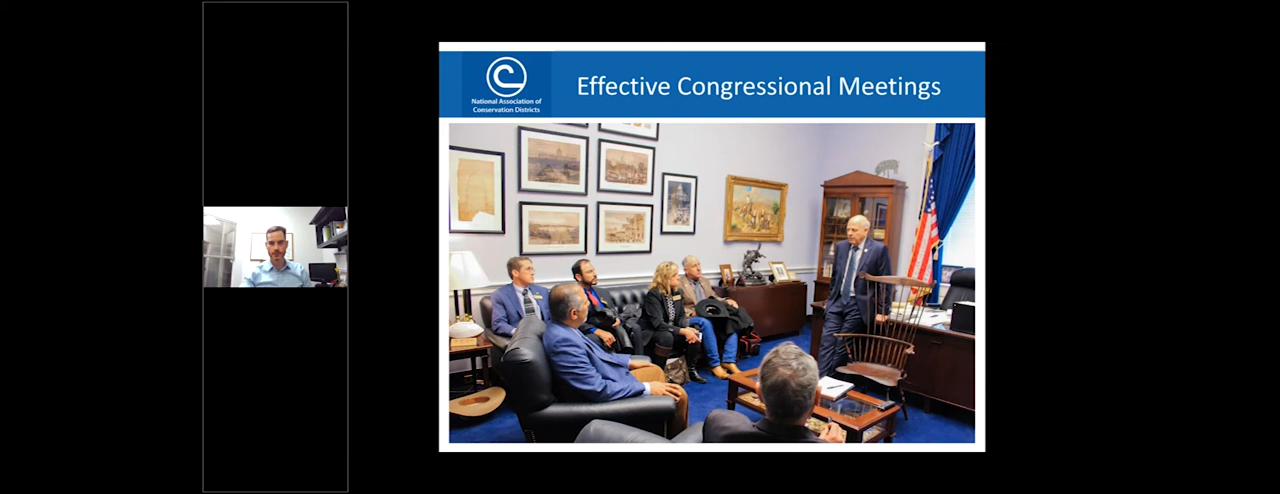 Effective Congressional Meetings
National Association of
Conservation Districts